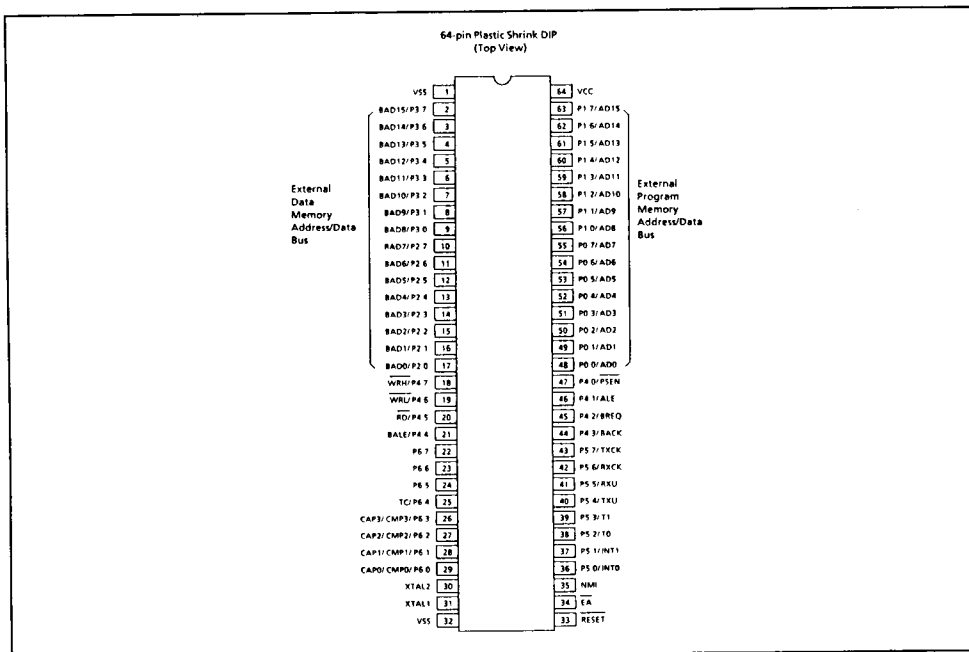 64-pin Plastic Shrink DIP
(Top View)
VSS 1
BAD15/P3 7 2
BAD14/P3 6 3
BAD13/P3 5 4
BAD12/P3 4 5
BAD11/P3 3 6
BAD10/P3 2 7
BAD9/P3 1 8
BAD8/P3 0 9
BAD7/P2 7 10
BAD6/P2 6 11
BAD5/P2 5 12
BAD4/P2 4 13
BAD3/P2 3 14
BAD2/P2 2 15
BAD1/P2 1 16
BAD0/P2 0 17
WRH/P4 7 18
WRL/P4 6 19
RD/P4 5 20
BALE/P4 4 21
P6 7 22
P6 6 23
P6 5 24
TC/P6 4 25
CAP3/CMP3/P6 3 26
CAP2/CMP2/P6 2 27
CAP1/CMP1/P6 1 28
CAP0/CMP0/P6 0 29
XTAL2 30
XTAL1 31
VSS 32
External
Data
Memory
Address/Data
Bus
64 VCC
63 P1 7/AD15
62 P1 6/AD14
61 P1 5/AD13
60 P1 4/AD12
59 P1 3/AD11
58 P1 2/AD10
57 P1 1/AD9
56 P1 0/AD8
55 P0 7/AD7
54 P0 6/AD6
53 P0 5/AD5
52 P0 4/AD4
51 P0 3/AD3
50 P0 2/AD2
49 P0 1/AD1
48 P0 0/AD0
47 P4 0/PSEN
46 P4 1/ALE
45 P4 2/BREQ
44 P4 3/BACK
43 P5 7/TXCK
42 P5 6/RXCK
41 P5 5/RXU
40 P5 4/TXU
39 P5 3/T1
38 P5 2/T0
37 P5 1/INT1
36 P5 0/INT0
35 NMI
34 EA
33 RESET
External
Program
Memory
Address/Data
Bus